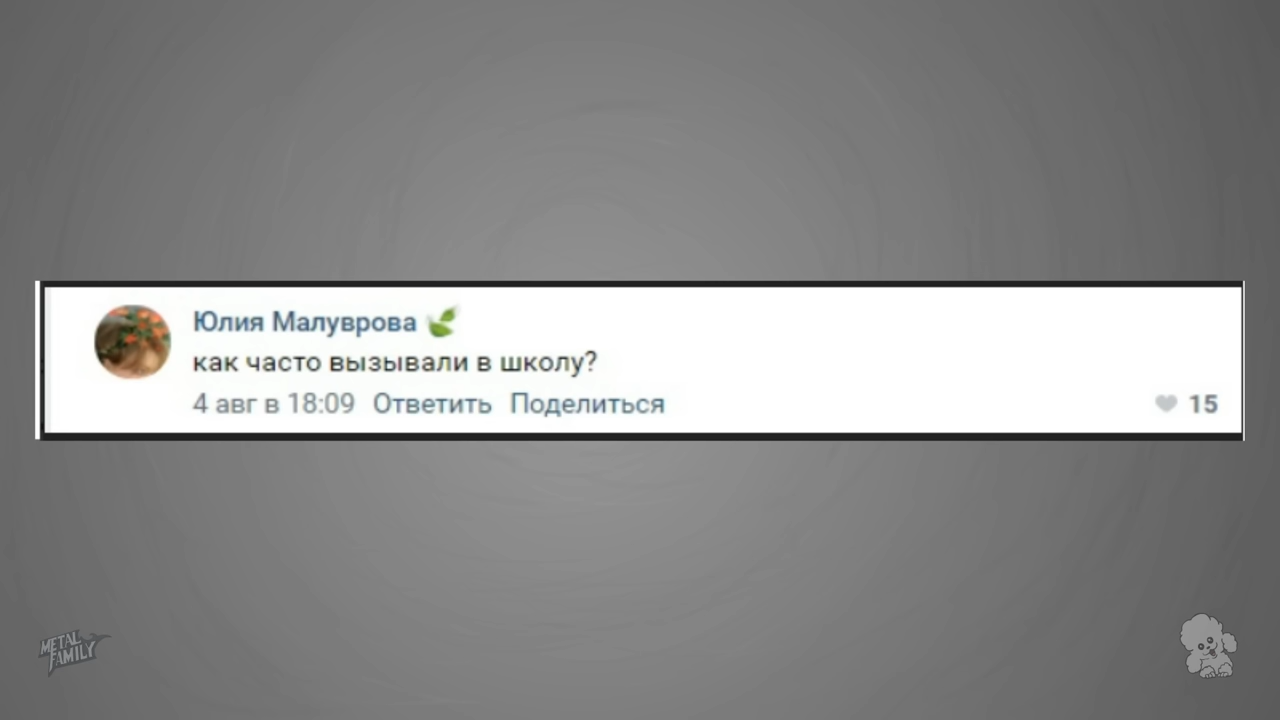 Юлия Малуврова
как часто вызывали в школу?
4 авг в 18:09 Ответить Поделиться 15
METAL
FAMILY